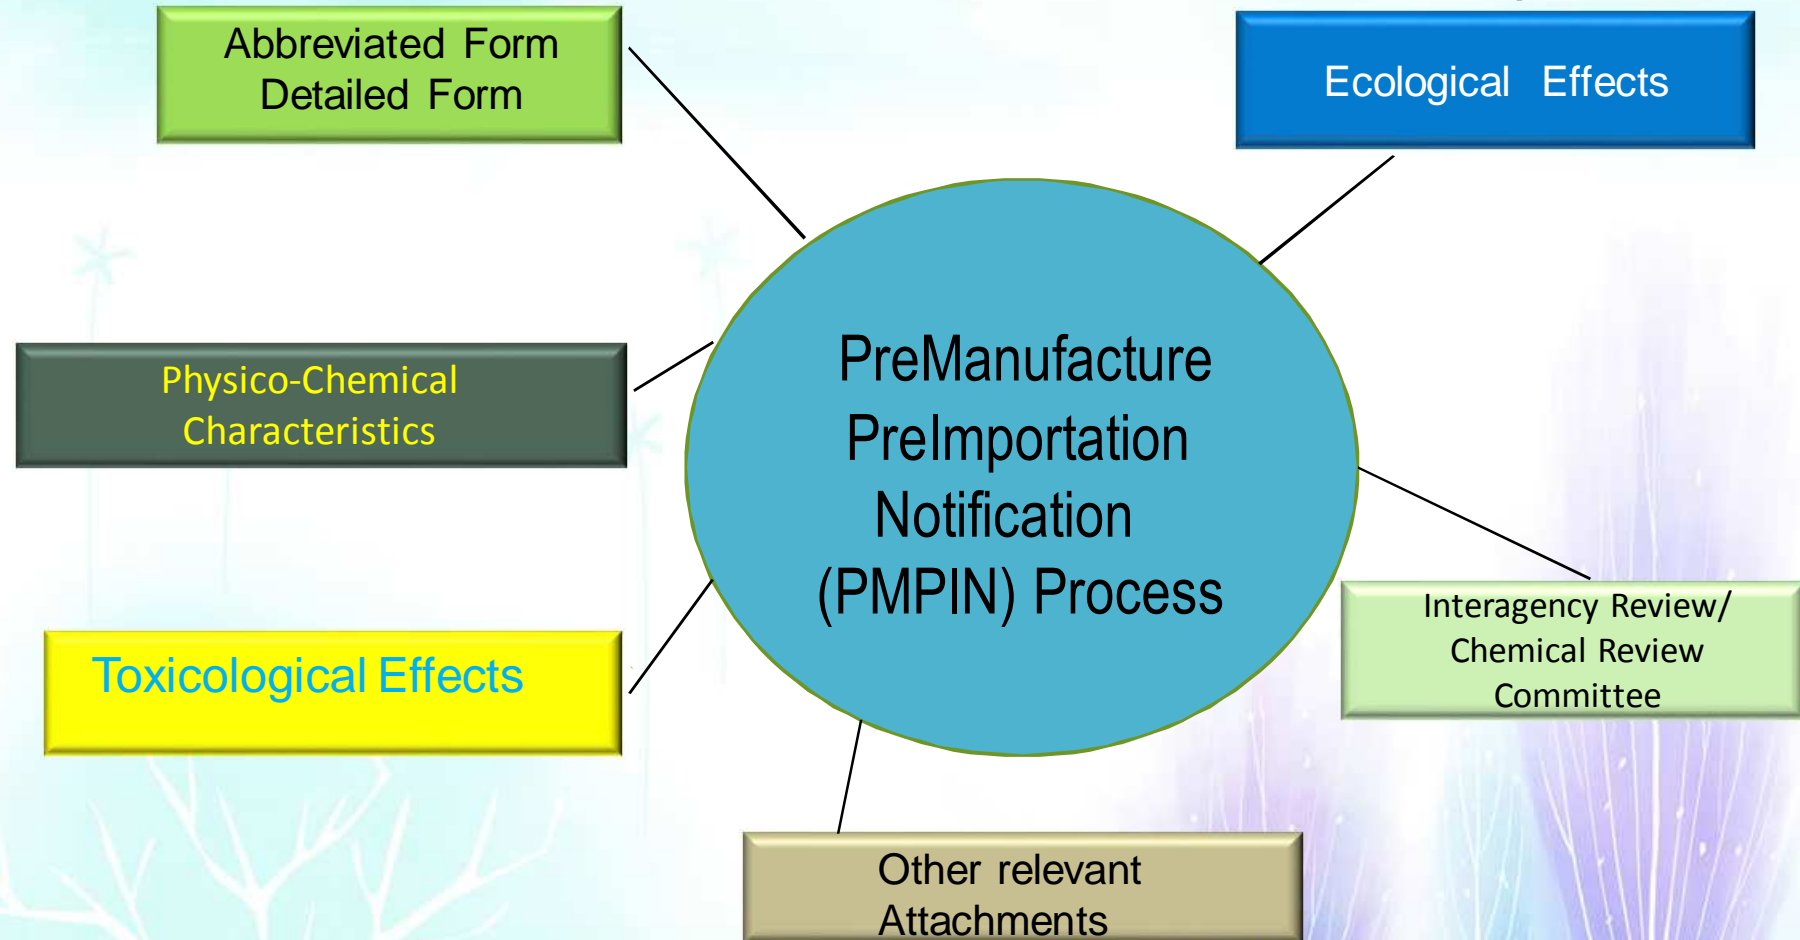 Abbreviated Form
Detailed Form
Ecological Effects
PreManufacture
PreImportation
Notification
(PMPIN) Process
Physico-Chemical
Characteristics
Toxicological Effects
Interagency Review/
Chemical Review
Committee
Other relevant
Attachments